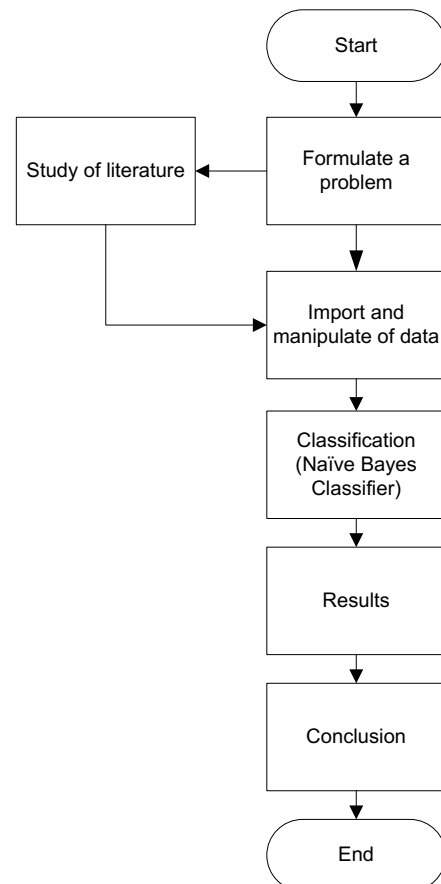 Start
Formulate a
problem
Study of literature
Import and
manipulate of data
Classification
(Naïve Bayes
Classifier)
Results
Conclusion
End